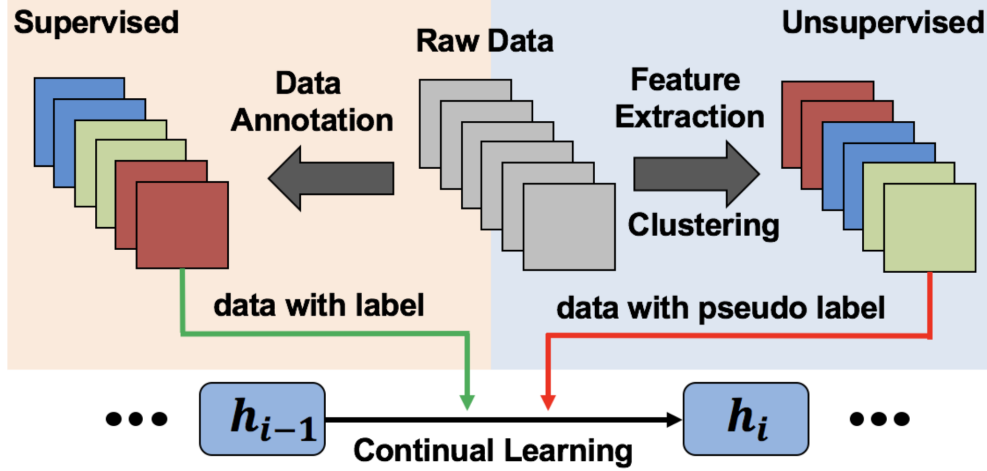 Supervised
Raw Data
Unsupervised
Data
Annotation
Feature
Extraction
Clustering
data with label
data with pseudo label
••• h_{i-1}
h_i •••
Continual Learning